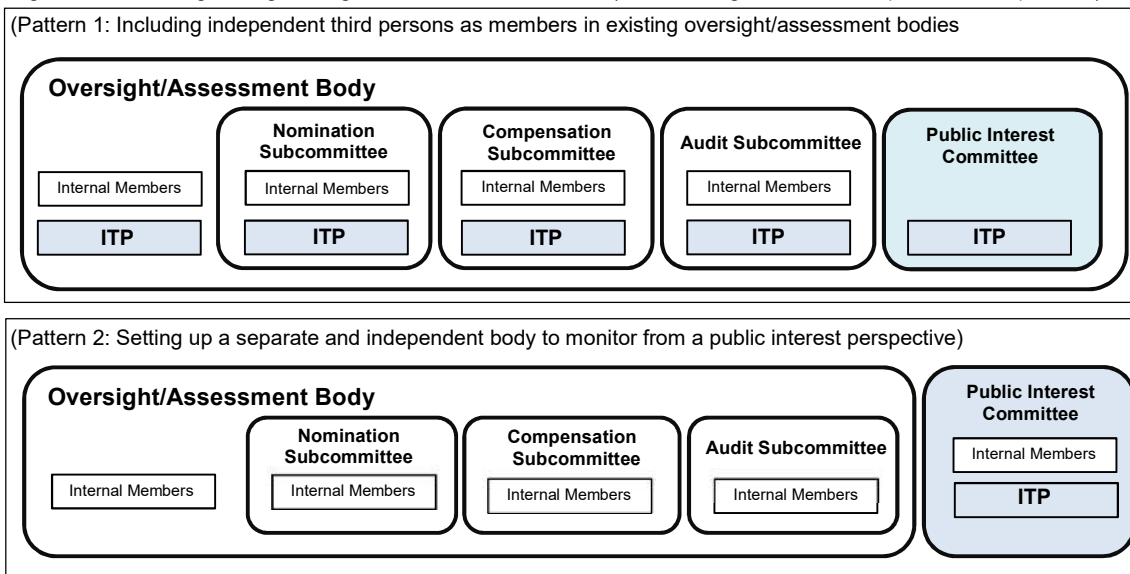 (Pattern 1: Including independent third persons as members in existing oversight/assessment bodies
Oversight/Assessment Body
Nomination
Subcommittee
Compensation
Subcommittee
Audit Subcommittee
Public Interest
Committee
Internal Members
Internal Members
Internal Members
Internal Members
ITP
ITP
ITP
ITP
ITP
(Pattern 2: Setting up a separate and independent body to monitor from a public interest perspective)
Oversight/Assessment Body
Nomination
Subcommittee
Compensation
Subcommittee
Audit Subcommittee
Public Interest
Committee
Internal Members
Internal Members
Internal Members
Internal Members
Internal Members
ITP